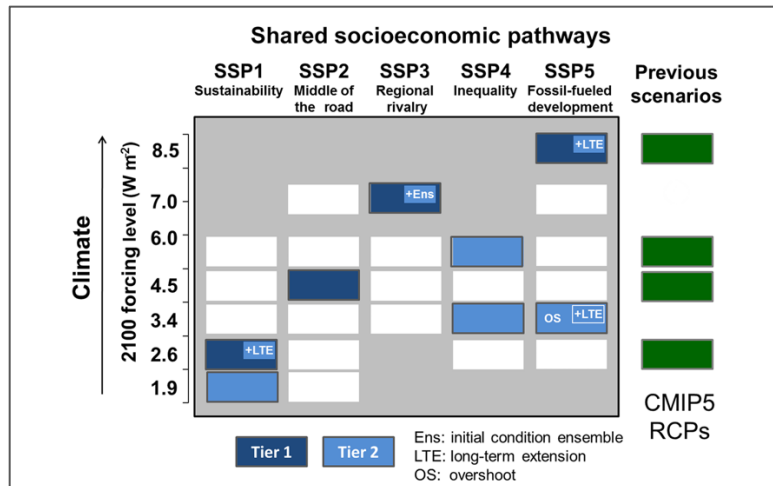 Shared socioeconomic pathways
SSP1 SSP2 SSP3 SSP4 SSP5
Sustainability Middle of the road Regional rivalry Inequality Fossil-fueled development
Previous scenarios
Climate
2100 forcing level (W m²)
8.5
+LTE
7.0
+Ens
6.0
4.5
3.4
OS +LTE
2.6
+LTE
1.9
CMIP5
RCPs
Tier 1 Tier 2
Ens: initial condition ensemble
LTE: long-term extension
OS: overshoot